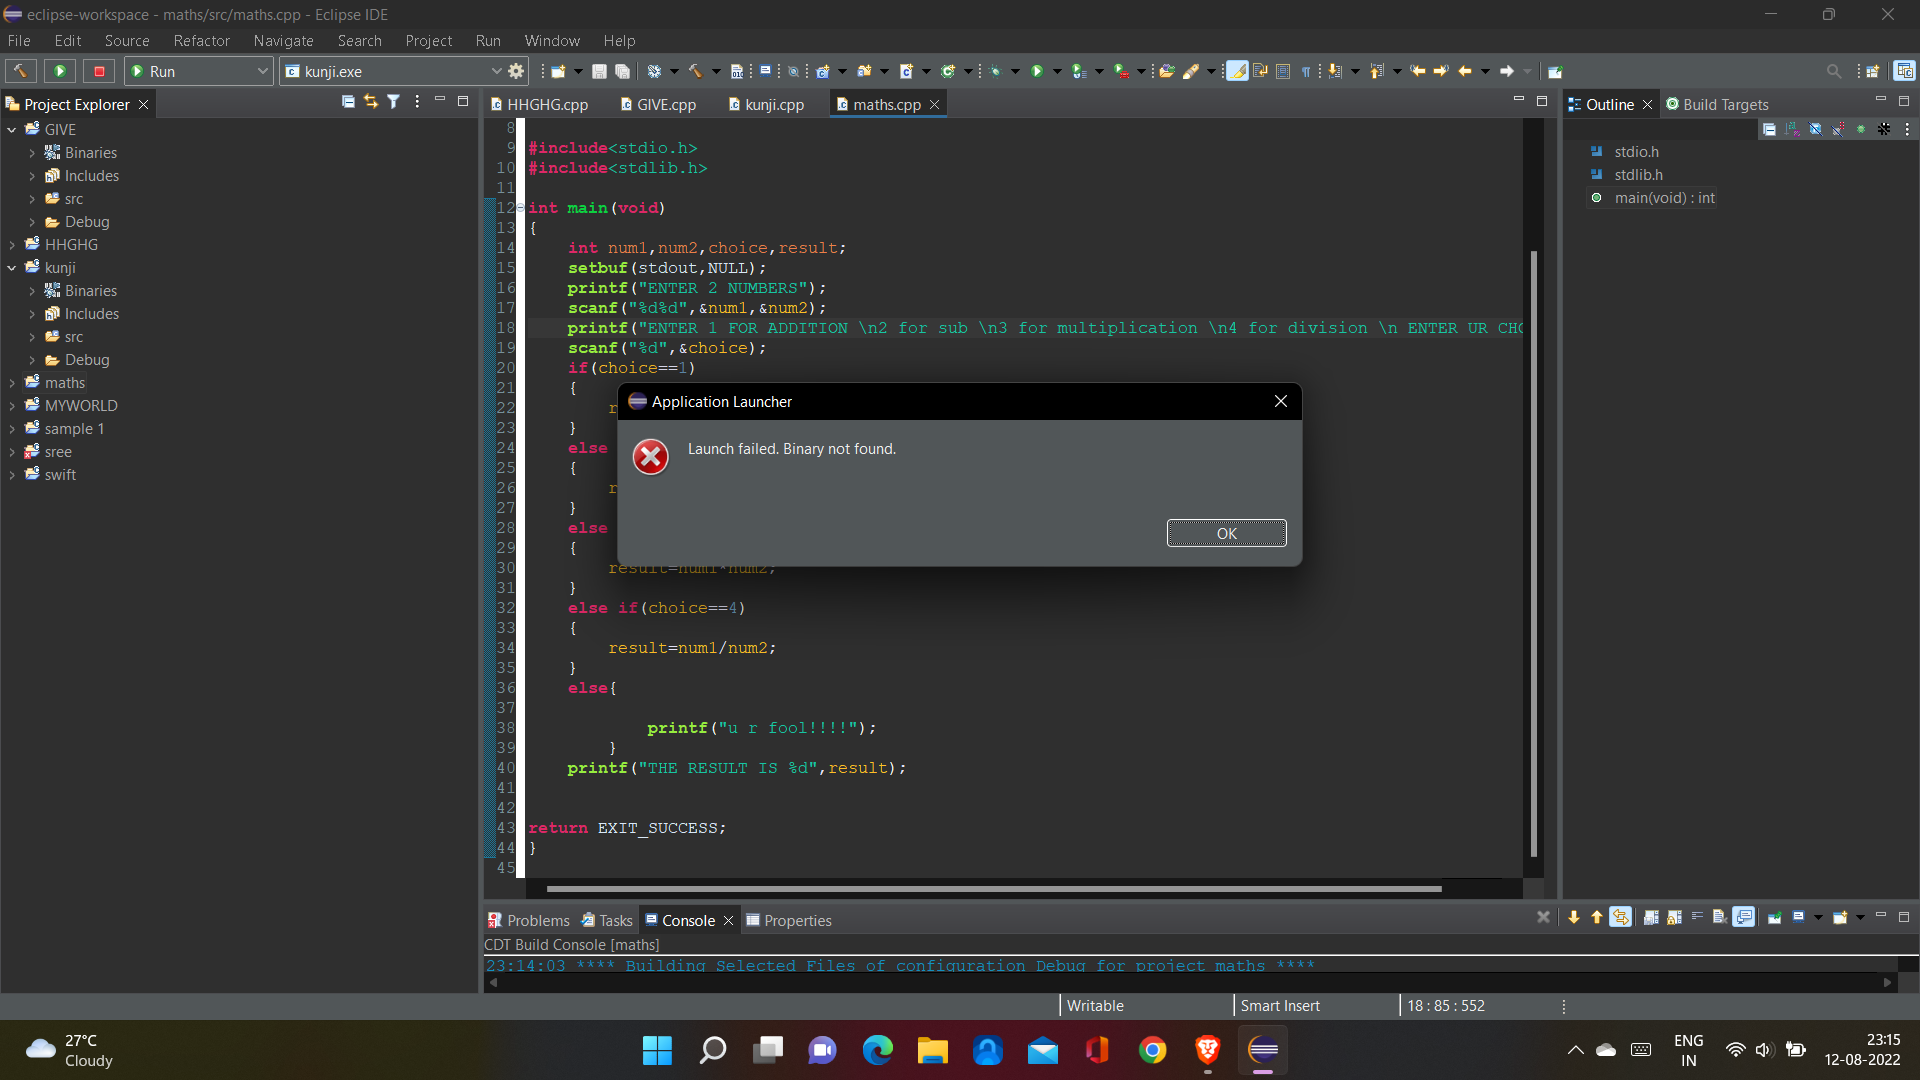 eclipse-workspace - maths/src/maths.cpp - Eclipse IDE
File Edit Source Refactor Navigate Search Project Run Window Help
Run kunji.exe
Project Explorer
GIVE
Binaries
Includes
src
Debug
HHGHG
kunji
Binaries
Includes
src
Debug
maths
MYWORLD
sample 1
sree
swift
HHGHG.cpp GIVE.cpp kunji.cpp maths.cpp
8
9 #include<stdio.h>
10 #include<stdlib.h>
11
12 int main(void)
13 {
14 int num1,num2,choice,result;
15 setbuf(stdout,NULL);
16 printf("ENTER 2 NUMBERS");
17 scanf("%d%d",&num1,&num2);
18 printf("ENTER 1 FOR ADDITION \n2 for sub \n3 for multiplication \n4 for division \n ENTER UR CHO
19 scanf("%d",&choice);
20 if(choice==1)
21 {
22 r
23 }
24 else
25 {
26 r
27 }
28 else
29 {
30 result=num1*num2;
31 }
32 else if(choice==4)
33 {
34 result=num1/num2;
35 }
36 else{
37
38 printf("u r fool!!!!");
39 }
40 printf("THE RESULT IS %d",result);
41
42
43 return EXIT_SUCCESS;
44 }
45
Application Launcher
Launch failed. Binary not found.
OK
Outline Build Targets
stdio.h
stdlib.h
main(void) : int
Problems Tasks Console Properties
CDT Build Console [maths]
23:14:03 **** Building Selected Files of configuration Debug for project maths ****
Writable Smart Insert 18 : 85 : 552
27°C
Cloudy
ENG
IN
23:15
12-08-2022